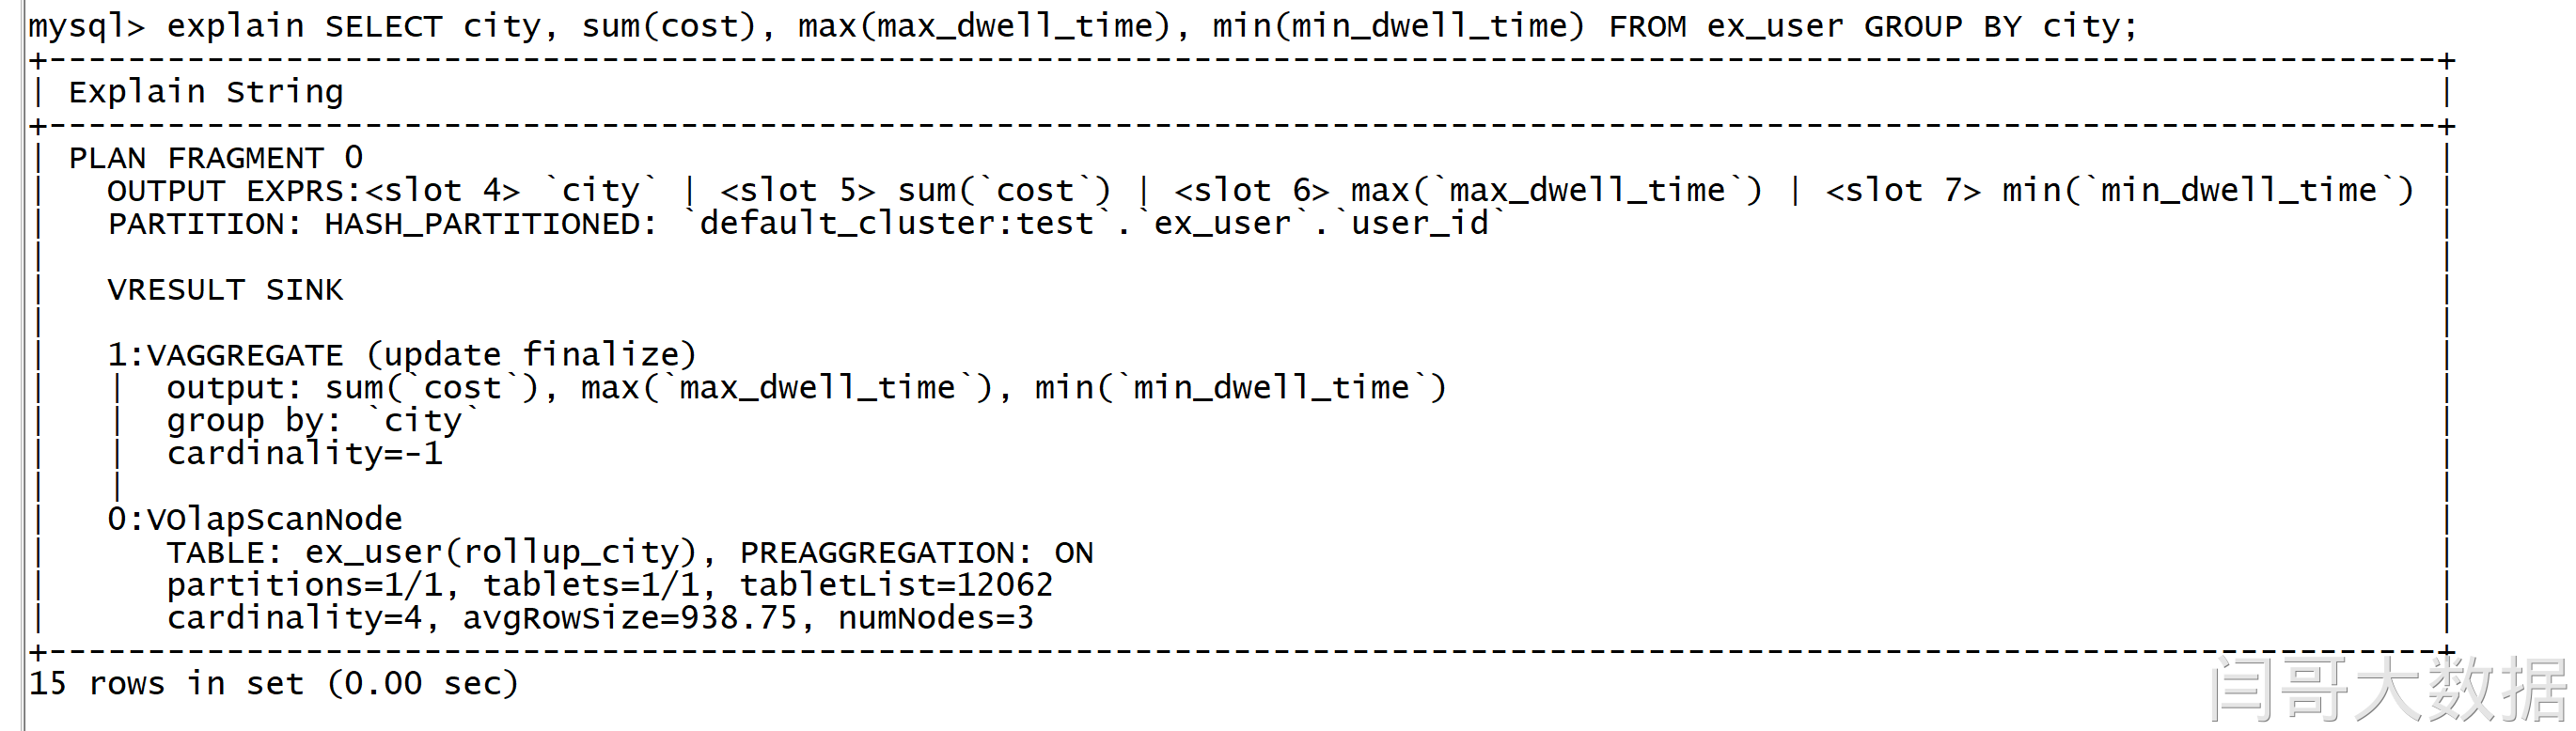 mysql> explain SELECT city, sum(cost), max(max_dwell_time), min(min_dwell_time) FROM ex_user GROUP BY city;
+-------------------------------------------------------------------------------------------------------------------------+
| Explain String                                                                                                          |
+-------------------------------------------------------------------------------------------------------------------------+
| PLAN FRAGMENT 0                                                                                                         |
|   OUTPUT EXPRS:<slot 4> `city` | <slot 5> sum(`cost`) | <slot 6> max(`max_dwell_time`) | <slot 7> min(`min_dwell_time`) |
|   PARTITION: HASH_PARTITIONED: `default_cluster:test`.`ex_user`.`user_id`                                               |
|                                                                                                                         |
|   VRESULT SINK                                                                                                          |
|                                                                                                                         |
|   1:VAGGREGATE (update finalize)                                                                                        |
|   |  output: sum(`cost`), max(`max_dwell_time`), min(`min_dwell_time`)                                                  |
|   |  group by: `city`                                                                                                   |
|   |  cardinality=-1                                                                                                     |
|   |                                                                                                                     |
|   0:VOlapScanNode                                                                                                       |
|      TABLE: ex_user(rollup_city), PREAGGREGATION: ON                                                                    |
|      partitions=1/1, tablets=1/1, tabletList=12062                                                                      |
|      cardinality=4, avgRowSize=938.75, numNodes=3                                                                       |
+-------------------------------------------------------------------------------------------------------------------------+
15 rows in set (0.00 sec)
闫哥大数据